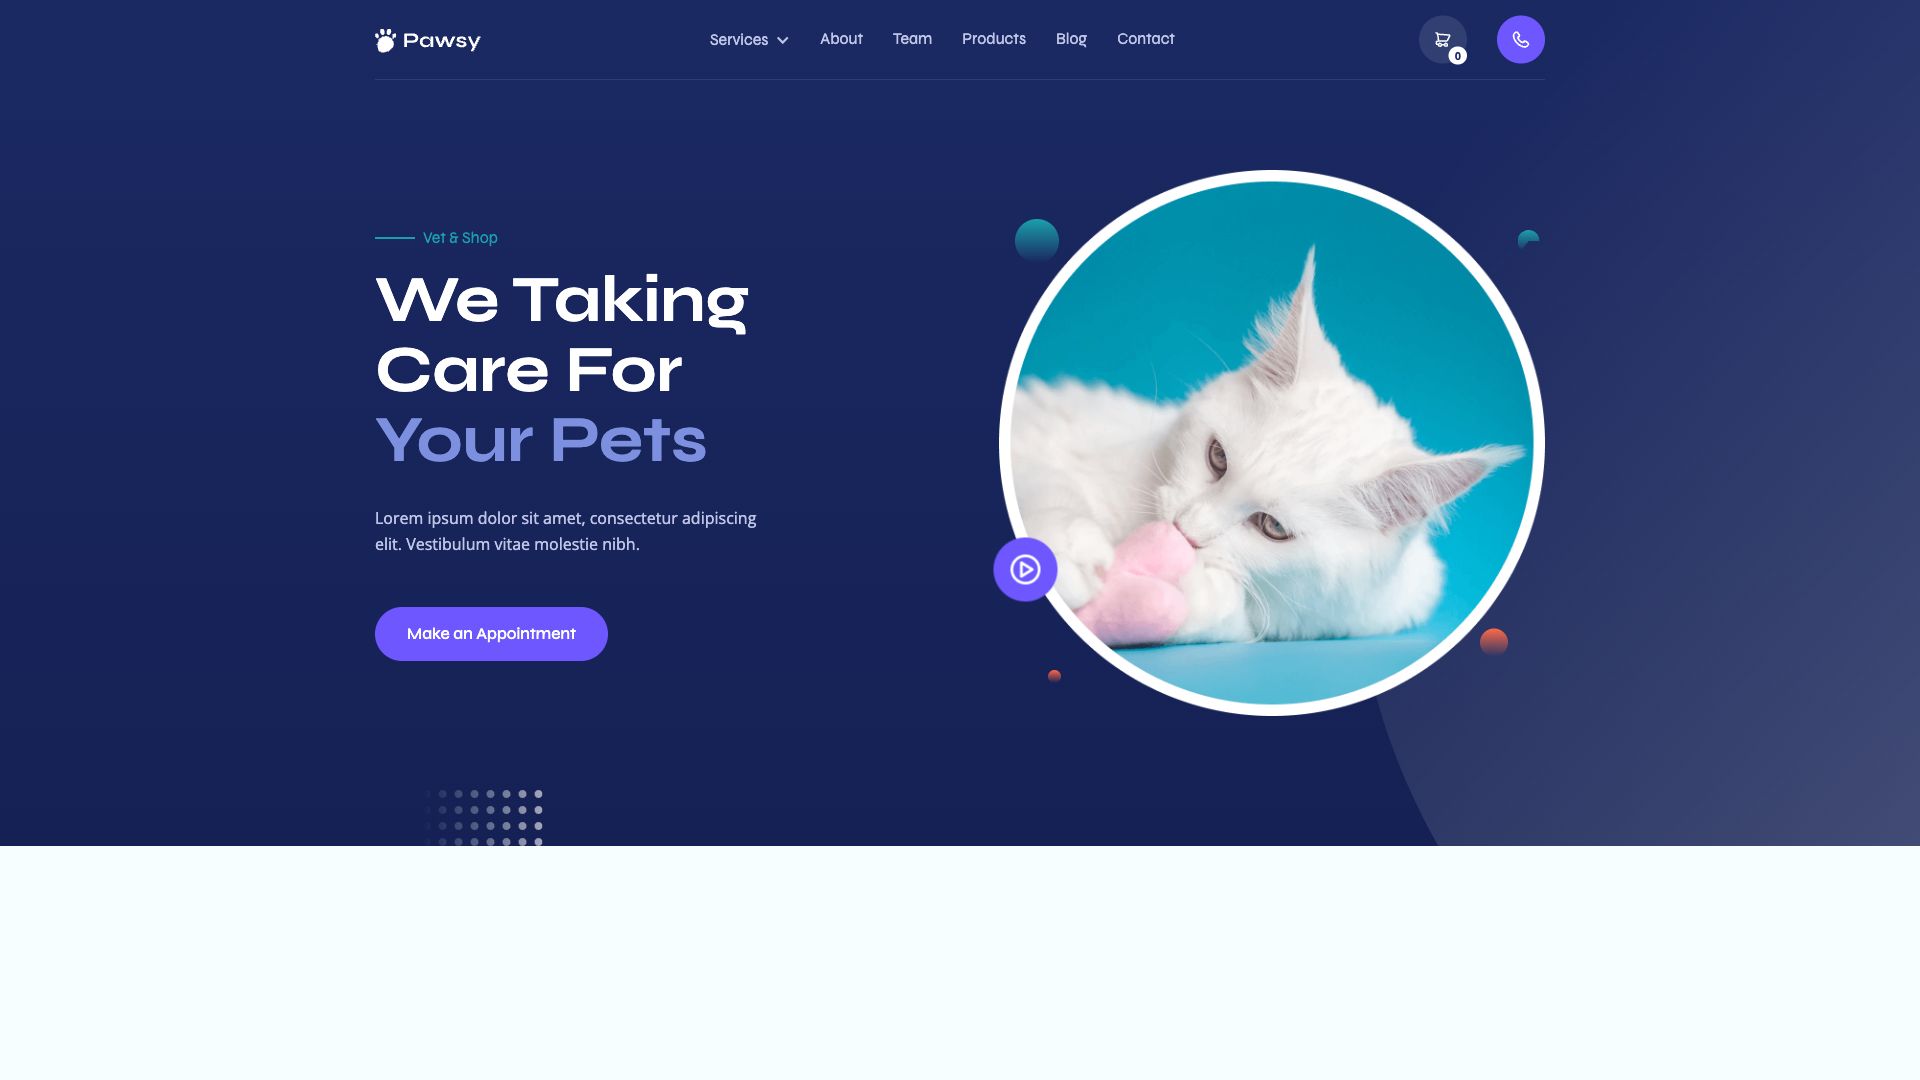 Pawsy
Services
About
Team
Products
Blog
Contact
0
Vet & Shop
We Taking
Care For
Your Pets
Lorem ipsum dolor sit amet, consectetur adipiscing
elit. Vestibulum vitae molestie nibh.
Make an Appointment